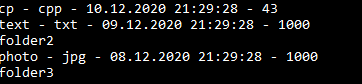 cp - cpp - 10.12.2020 21:29:28 - 43
text - txt - 09.12.2020 21:29:28 - 1000
folder2
photo - jpg - 08.12.2020 21:29:28 - 1000
folder3